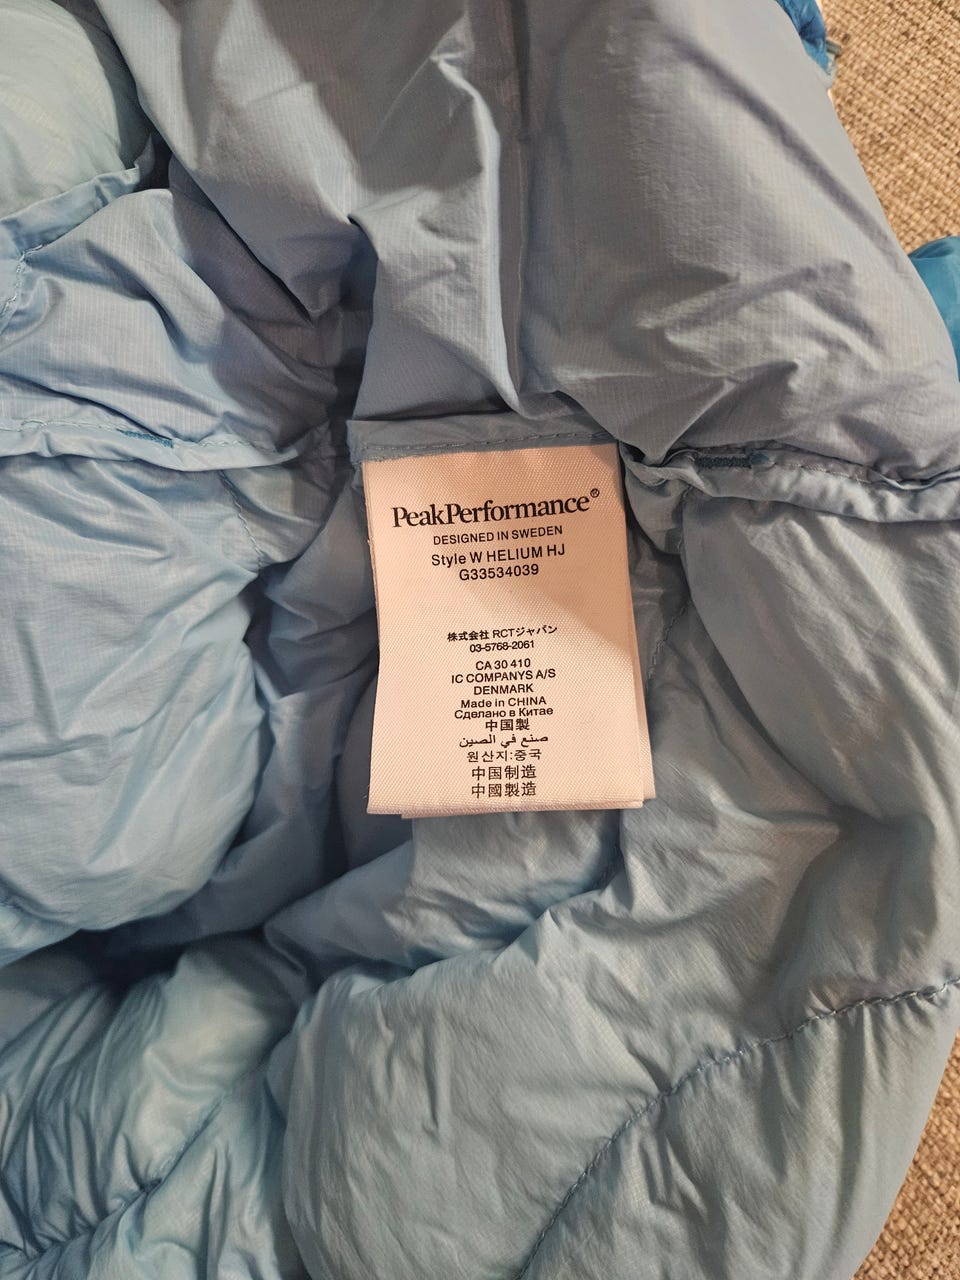 PeakPerformance®
DESIGNED IN SWEDEN
Style W HELIUM HJ
G33534039
株式会社 RCTジャパン
03-5768-2061
CA 30 410
IC COMPANYS A/S
DENMARK
Made in CHINA
Сделано в Китае
中国製
صنع في الصين
원산지:중국
中国制造
中國製造